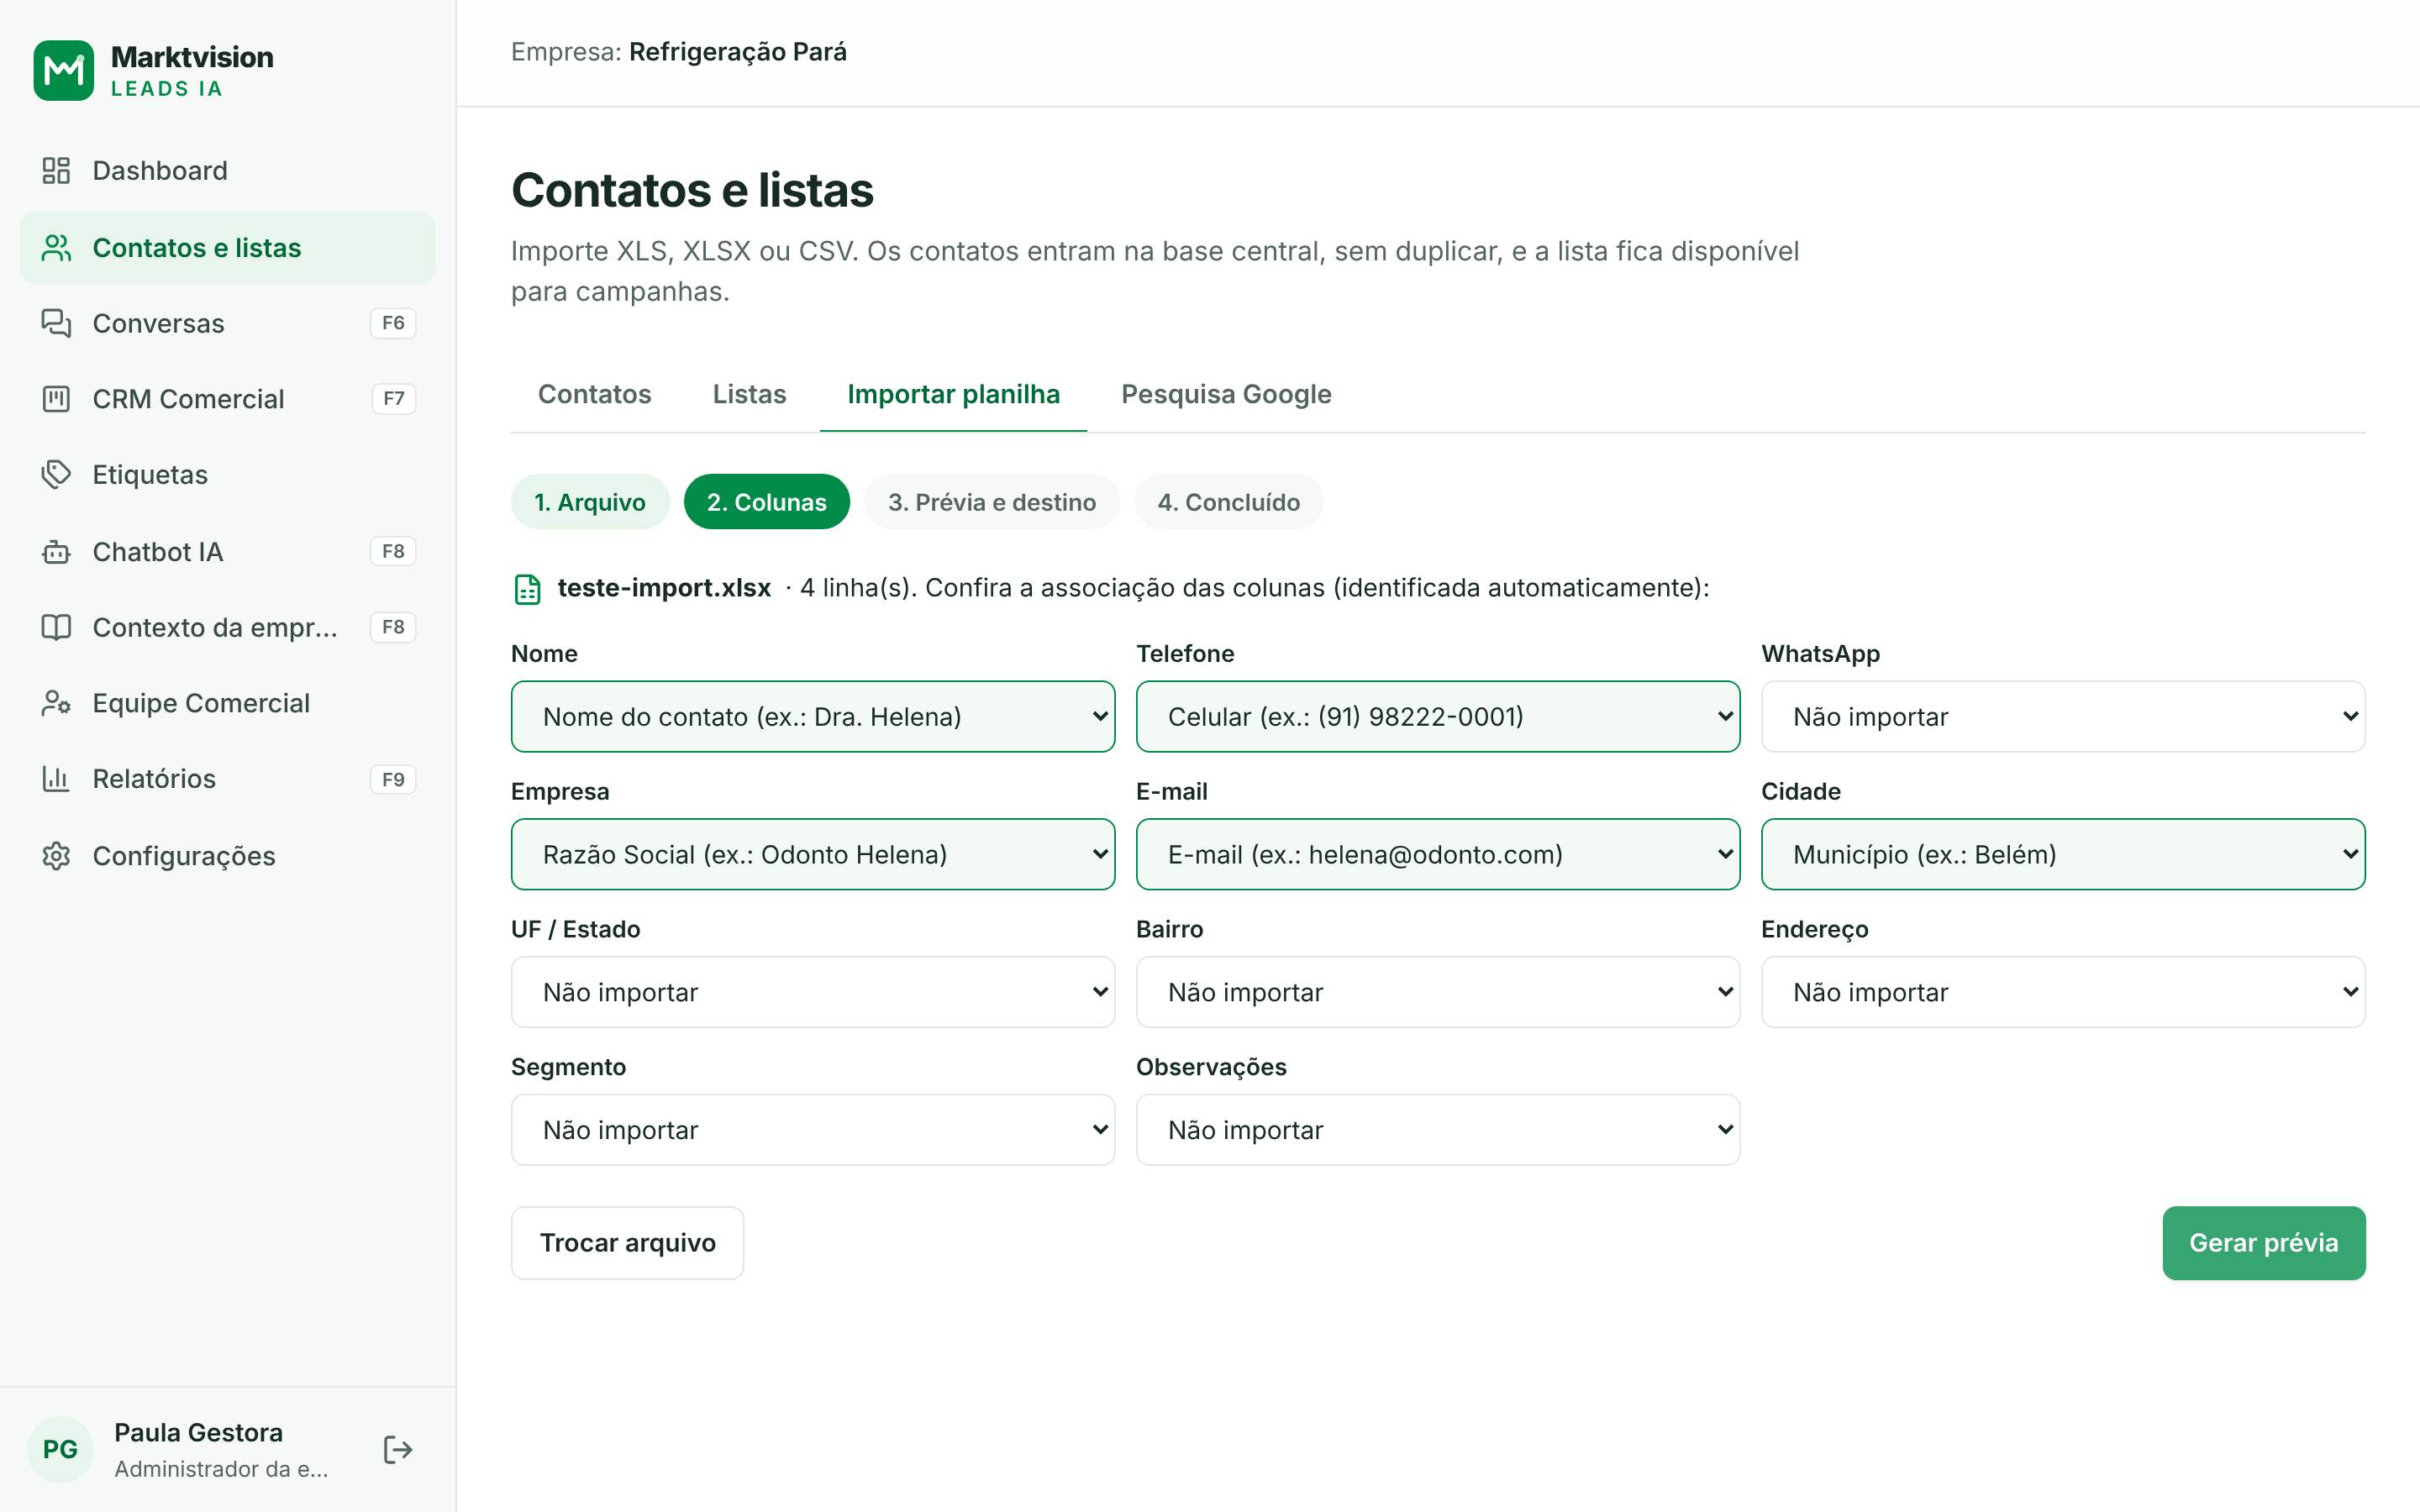 Marktvision
LEADS IA
Dashboard
Contatos e listas
Conversas F6
CRM Comercial F7
Etiquetas
Chatbot IA F8
Contexto da empr... F8
Equipe Comercial
Relatórios F9
Configurações
PG
Paula Gestora
Administrador da e...
Empresa: Refrigeração Pará
Contatos e listas
Importe XLS, XLSX ou CSV. Os contatos entram na base central, sem duplicar, e a lista fica disponível
para campanhas.
Contatos Listas Importar planilha Pesquisa Google
1. Arquivo 2. Colunas 3. Prévia e destino 4. Concluído
teste-import.xlsx · 4 linha(s). Confira a associação das colunas (identificada automaticamente):
Nome Telefone WhatsApp
Nome do contato (ex.: Dra. Helena) Celular (ex.: (91) 98222-0001) Não importar
Empresa E-mail Cidade
Razão Social (ex.: Odonto Helena) E-mail (ex.: helena@odonto.com) Município (ex.: Belém)
UF / Estado Bairro Endereço
Não importar Não importar Não importar
Segmento Observações
Não importar Não importar
Trocar arquivo Gerar prévia